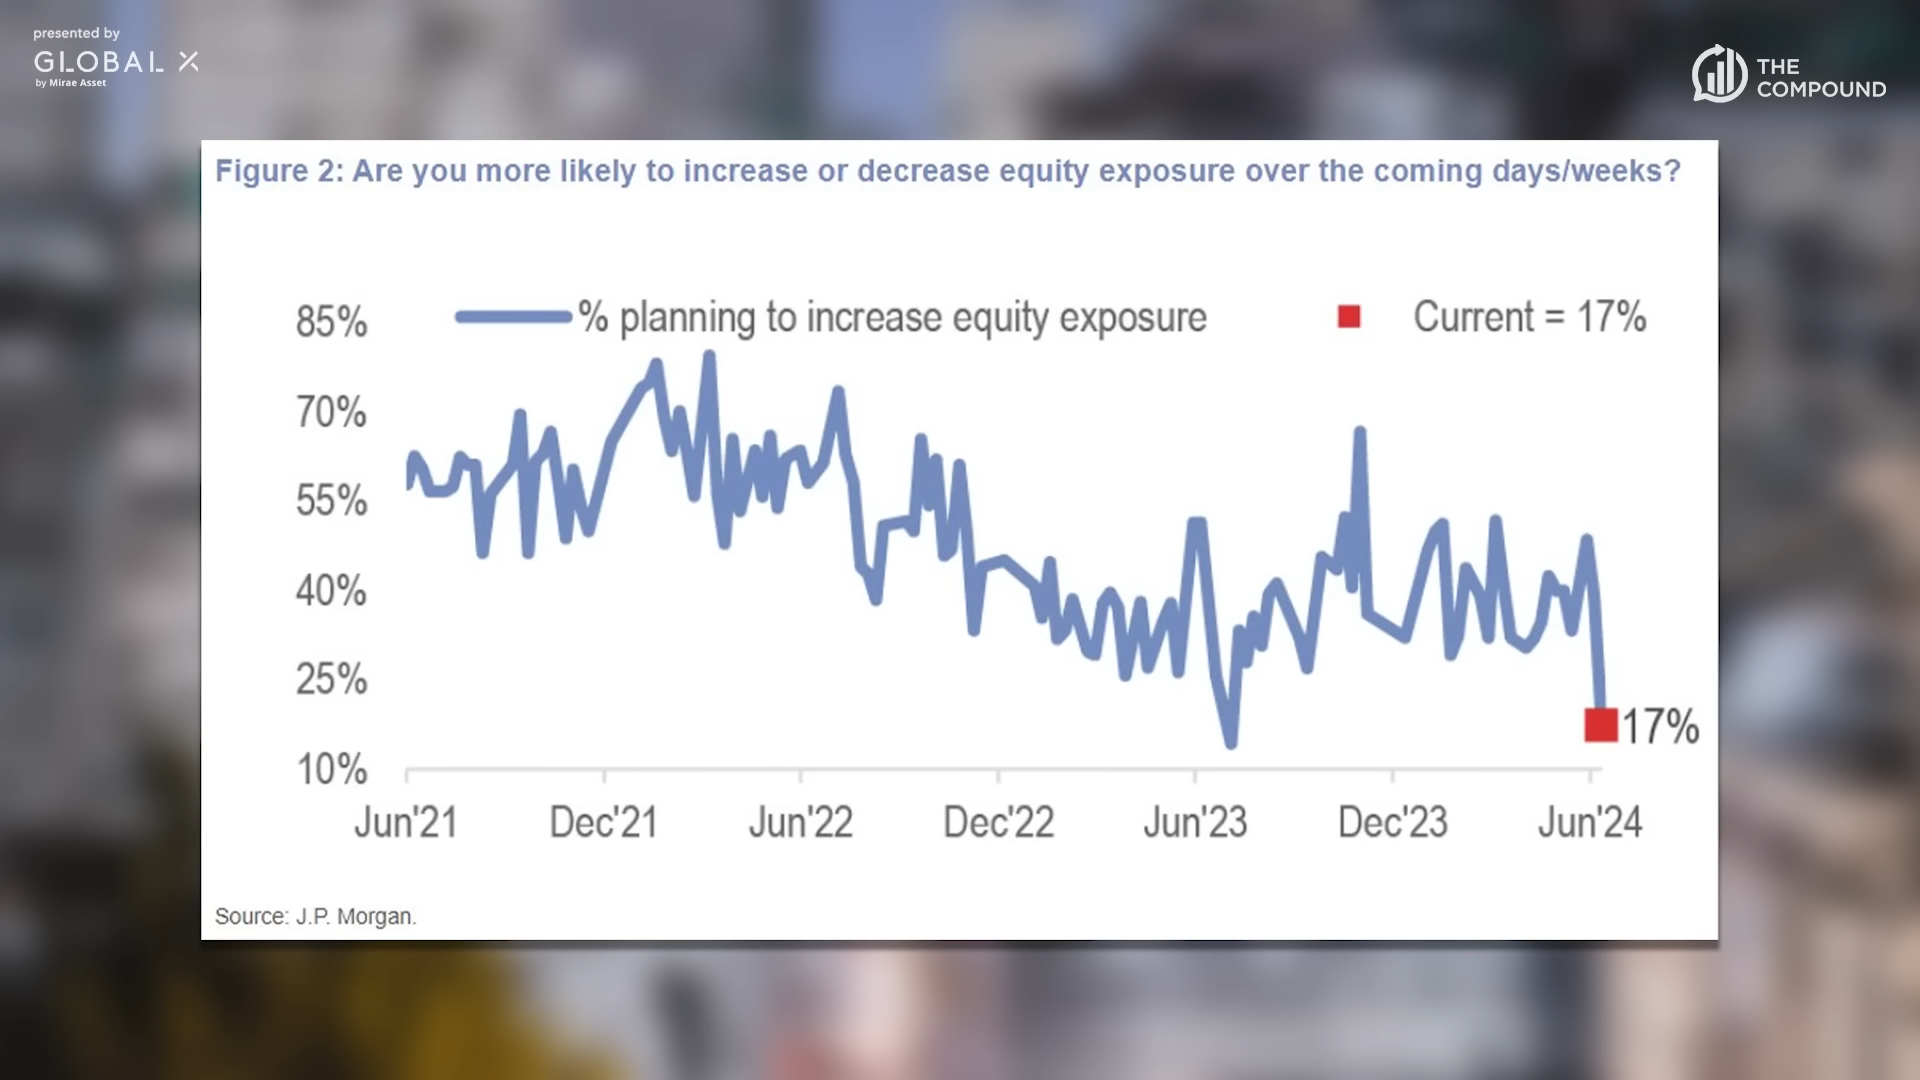 presented by
GLOBAL X
by Mirae Asset
THE
COMPOUND
Figure 2: Are you more likely to increase or decrease equity exposure over the coming days/weeks?
% planning to increase equity exposure
Current = 17%
85%
70%
55%
40%
25%
10%
17%
Jun'21
Dec'21
Jun'22
Dec'22
Jun'23
Dec'23
Jun'24
Source: J.P. Morgan.